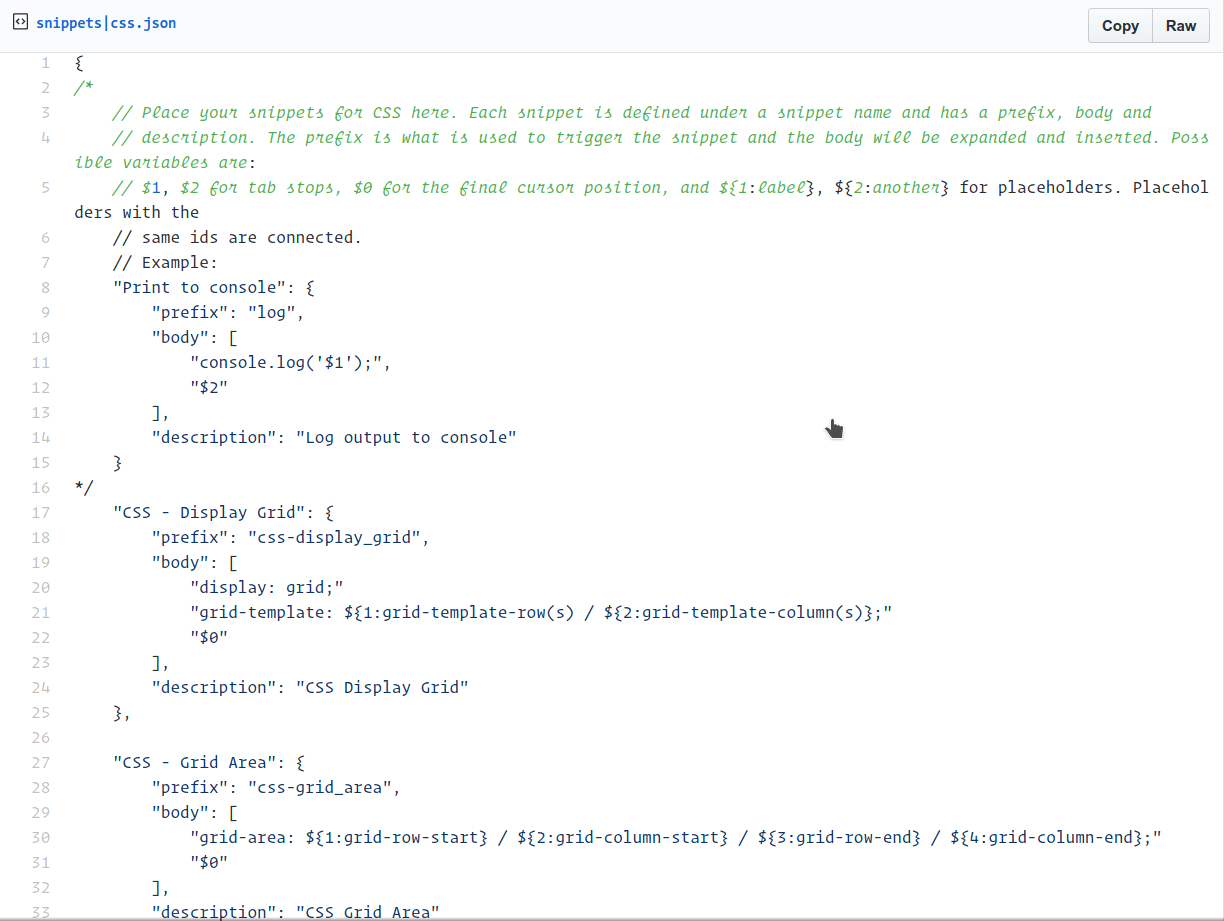 snippets|css.json
Copy Raw
1 {
2 /*
3     // Place your snippets for CSS here. Each snippet is defined under a snippet name and has a prefix, body and
4     // description. The prefix is what is used to trigger the snippet and the body will be expanded and inserted. Poss
ible variables are:
5     // $1, $2 for tab stops, $0 for the final cursor position, and ${1:label}, ${2:another} for placeholders. Placehol
ders with the
6     // same ids are connected.
7     // Example:
8     "Print to console": {
9         "prefix": "log",
10         "body": [
11             "console.log('$1');",
12             "$2"
13         ],
14         "description": "Log output to console"
15     }
16 */
17     "CSS - Display Grid": {
18         "prefix": "css-display_grid",
19         "body": [
20             "display: grid;"
21             "grid-template: ${1:grid-template-row(s) / ${2:grid-template-column(s)};"
22             "$0"
23         ],
24         "description": "CSS Display Grid"
25     },
26
27     "CSS - Grid Area": {
28         "prefix": "css-grid_area",
29         "body": [
30             "grid-area: ${1:grid-row-start} / ${2:grid-column-start} / ${3:grid-row-end} / ${4:grid-column-end};"
31             "$0"
32         ],
33         "description": "CSS Grid Area"